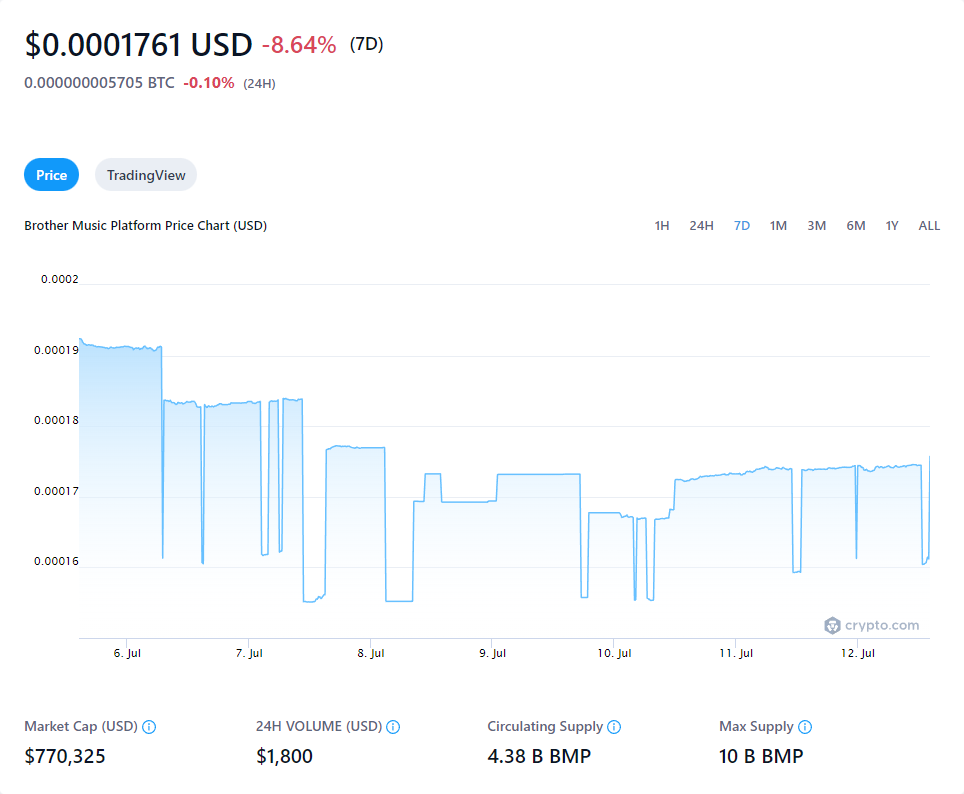 $0.0001761 USD -8.64% (7D)
0.000000005705 BTC -0.10% (24H)
Price TradingView
Brother Music Platform Price Chart (USD) 1H 24H 7D 1M 3M 6M 1Y ALL
0.0002
0.00019
0.00018
0.00017
0.00016
crypto.com
6. Jul 7. Jul 8. Jul 9. Jul 10. Jul 11. Jul 12. Jul
Market Cap (USD) 24H VOLUME (USD) Circulating Supply Max Supply
$770,325 $1,800 4.38 B BMP 10 B BMP